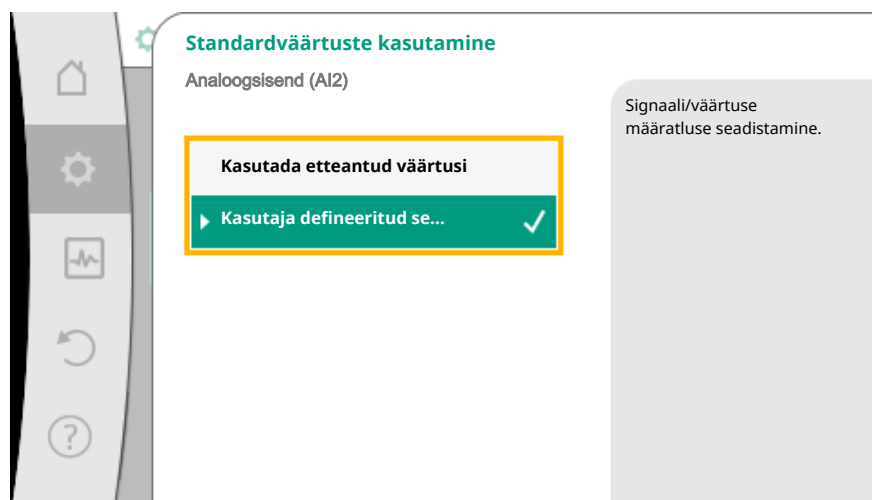 Standardväärtuste kasutamine
Analoogsisend (AI2)
Kasutada etteantud väärtusi
Kasutaja defineeritud se...
Signaali/väärtuse
määratluse seadistamine.
?